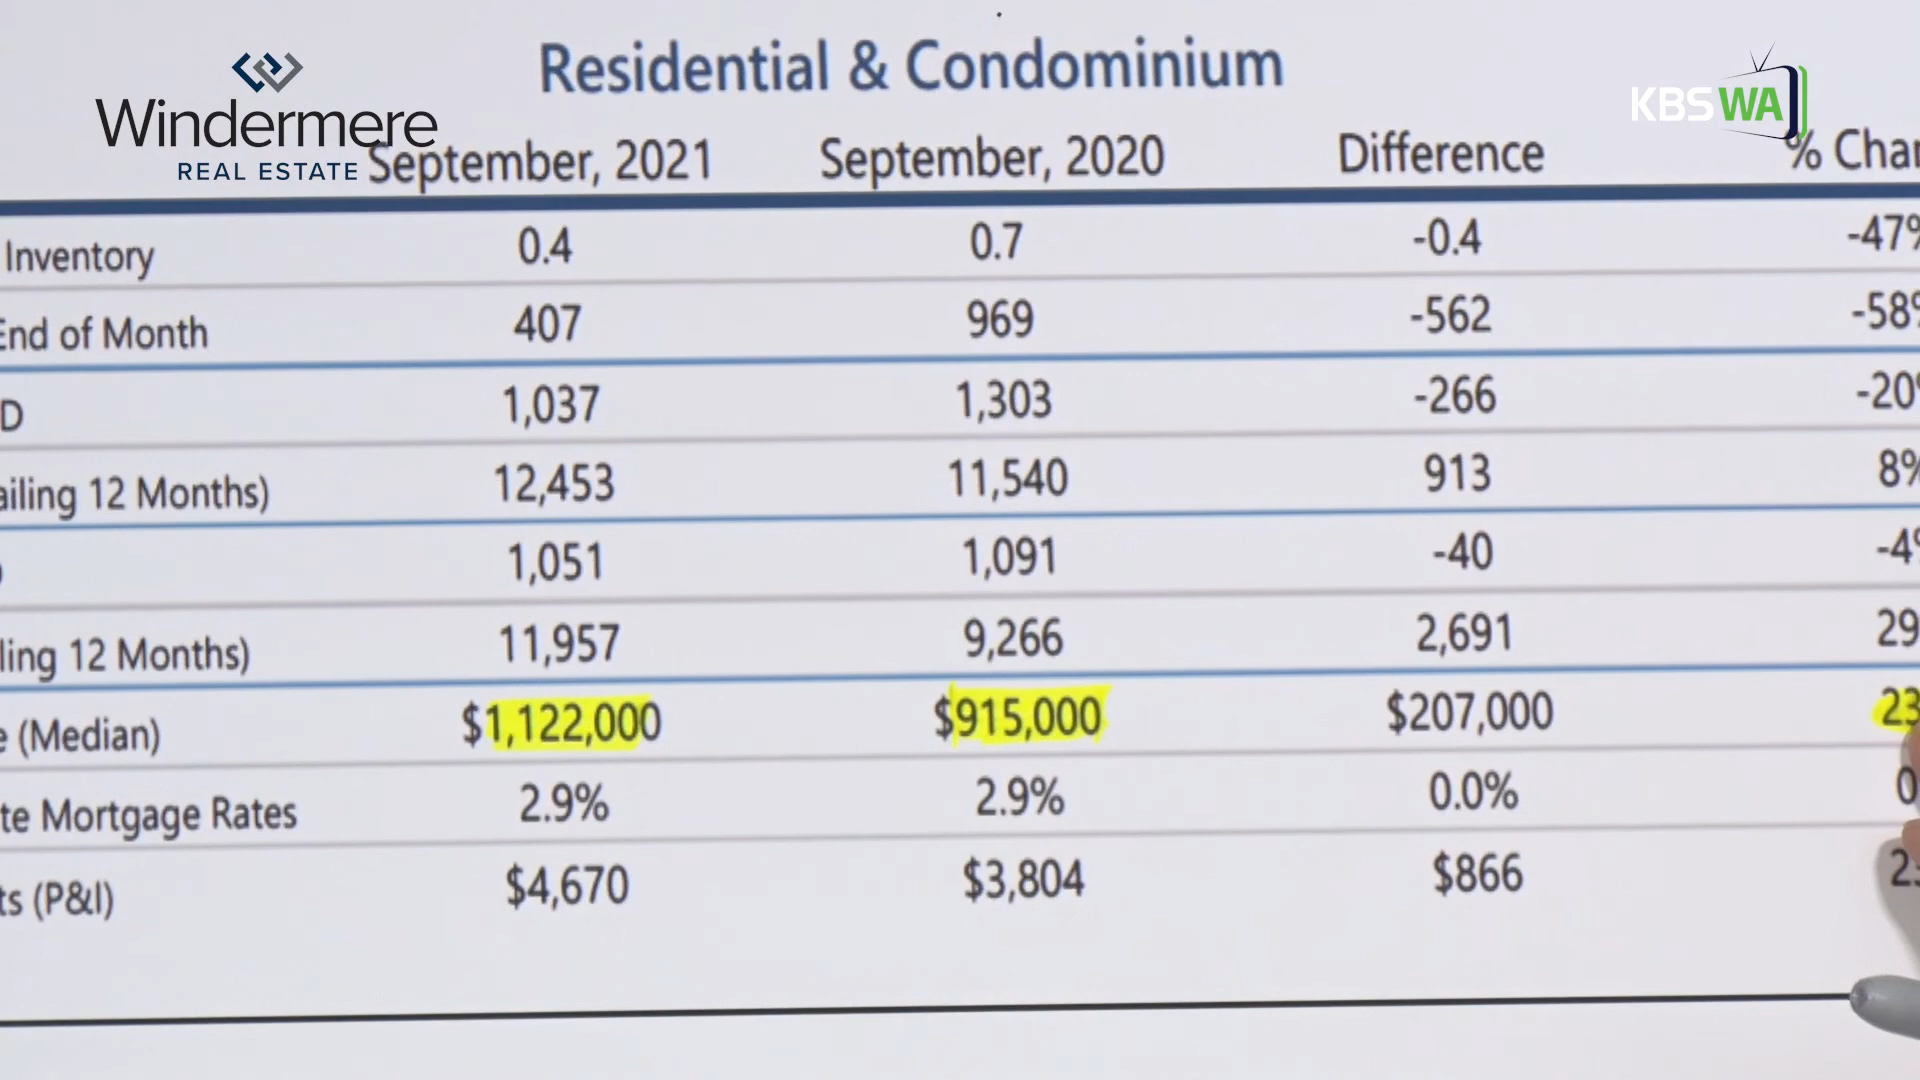 Residential & Condominium
Windermere
REAL ESTATE
KBSWA
September, 2021 September, 2020 Difference % Chan
Inventory 0.4 0.7 -0.4 -47%
End of Month 407 969 -562 -58%
D 1,037 1,303 -266 -20%
ailing 12 Months) 12,453 11,540 913 8%
1,051 1,091 -40 -4%
ling 12 Months) 11,957 9,266 2,691 29
e (Median) $1,122,000 $915,000 $207,000 23
te Mortgage Rates 2.9% 2.9% 0.0% 0
ts (P&I) $4,670 $3,804 $866 23